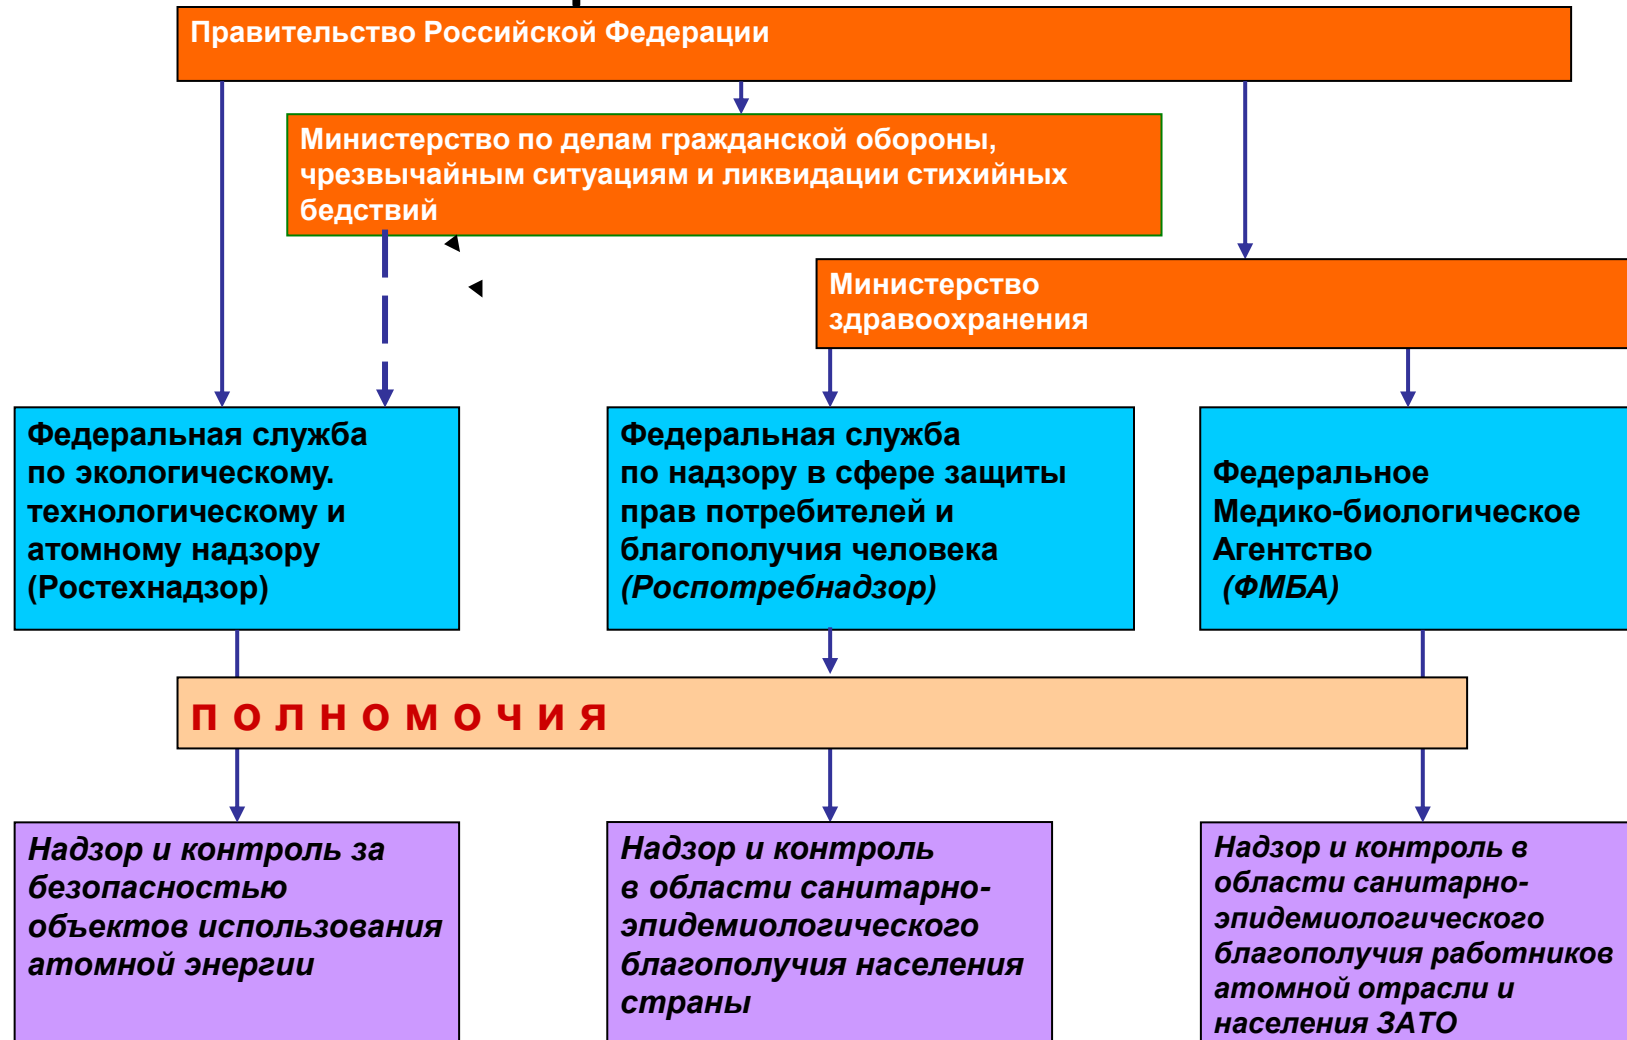 Правительство Российской Федерации
Министерство по делам гражданской обороны,
чрезвычайным ситуациям и ликвидации стихийных
бедствий
Министерство
здравоохранения
Федеральная служба
по экологическому.
технологическому и
атомному надзору
(Ростехнадзор)
Федеральная служба
по надзору в сфере защиты
прав потребителей и
благополучия человека
(Роспотребнадзор)
Федеральное
Медико-биологическое
Агентство
(ФМБА)
п о л н о м о ч и я
Надзор и контроль за
безопасностью
объектов использования
атомной энергии
Надзор и контроль
в области санитарно-
эпидемиологического
благополучия населения
страны
Надзор и контроль в
области санитарно-
эпидемиологического
благополучия работников
атомной отрасли и
населения ЗАТО